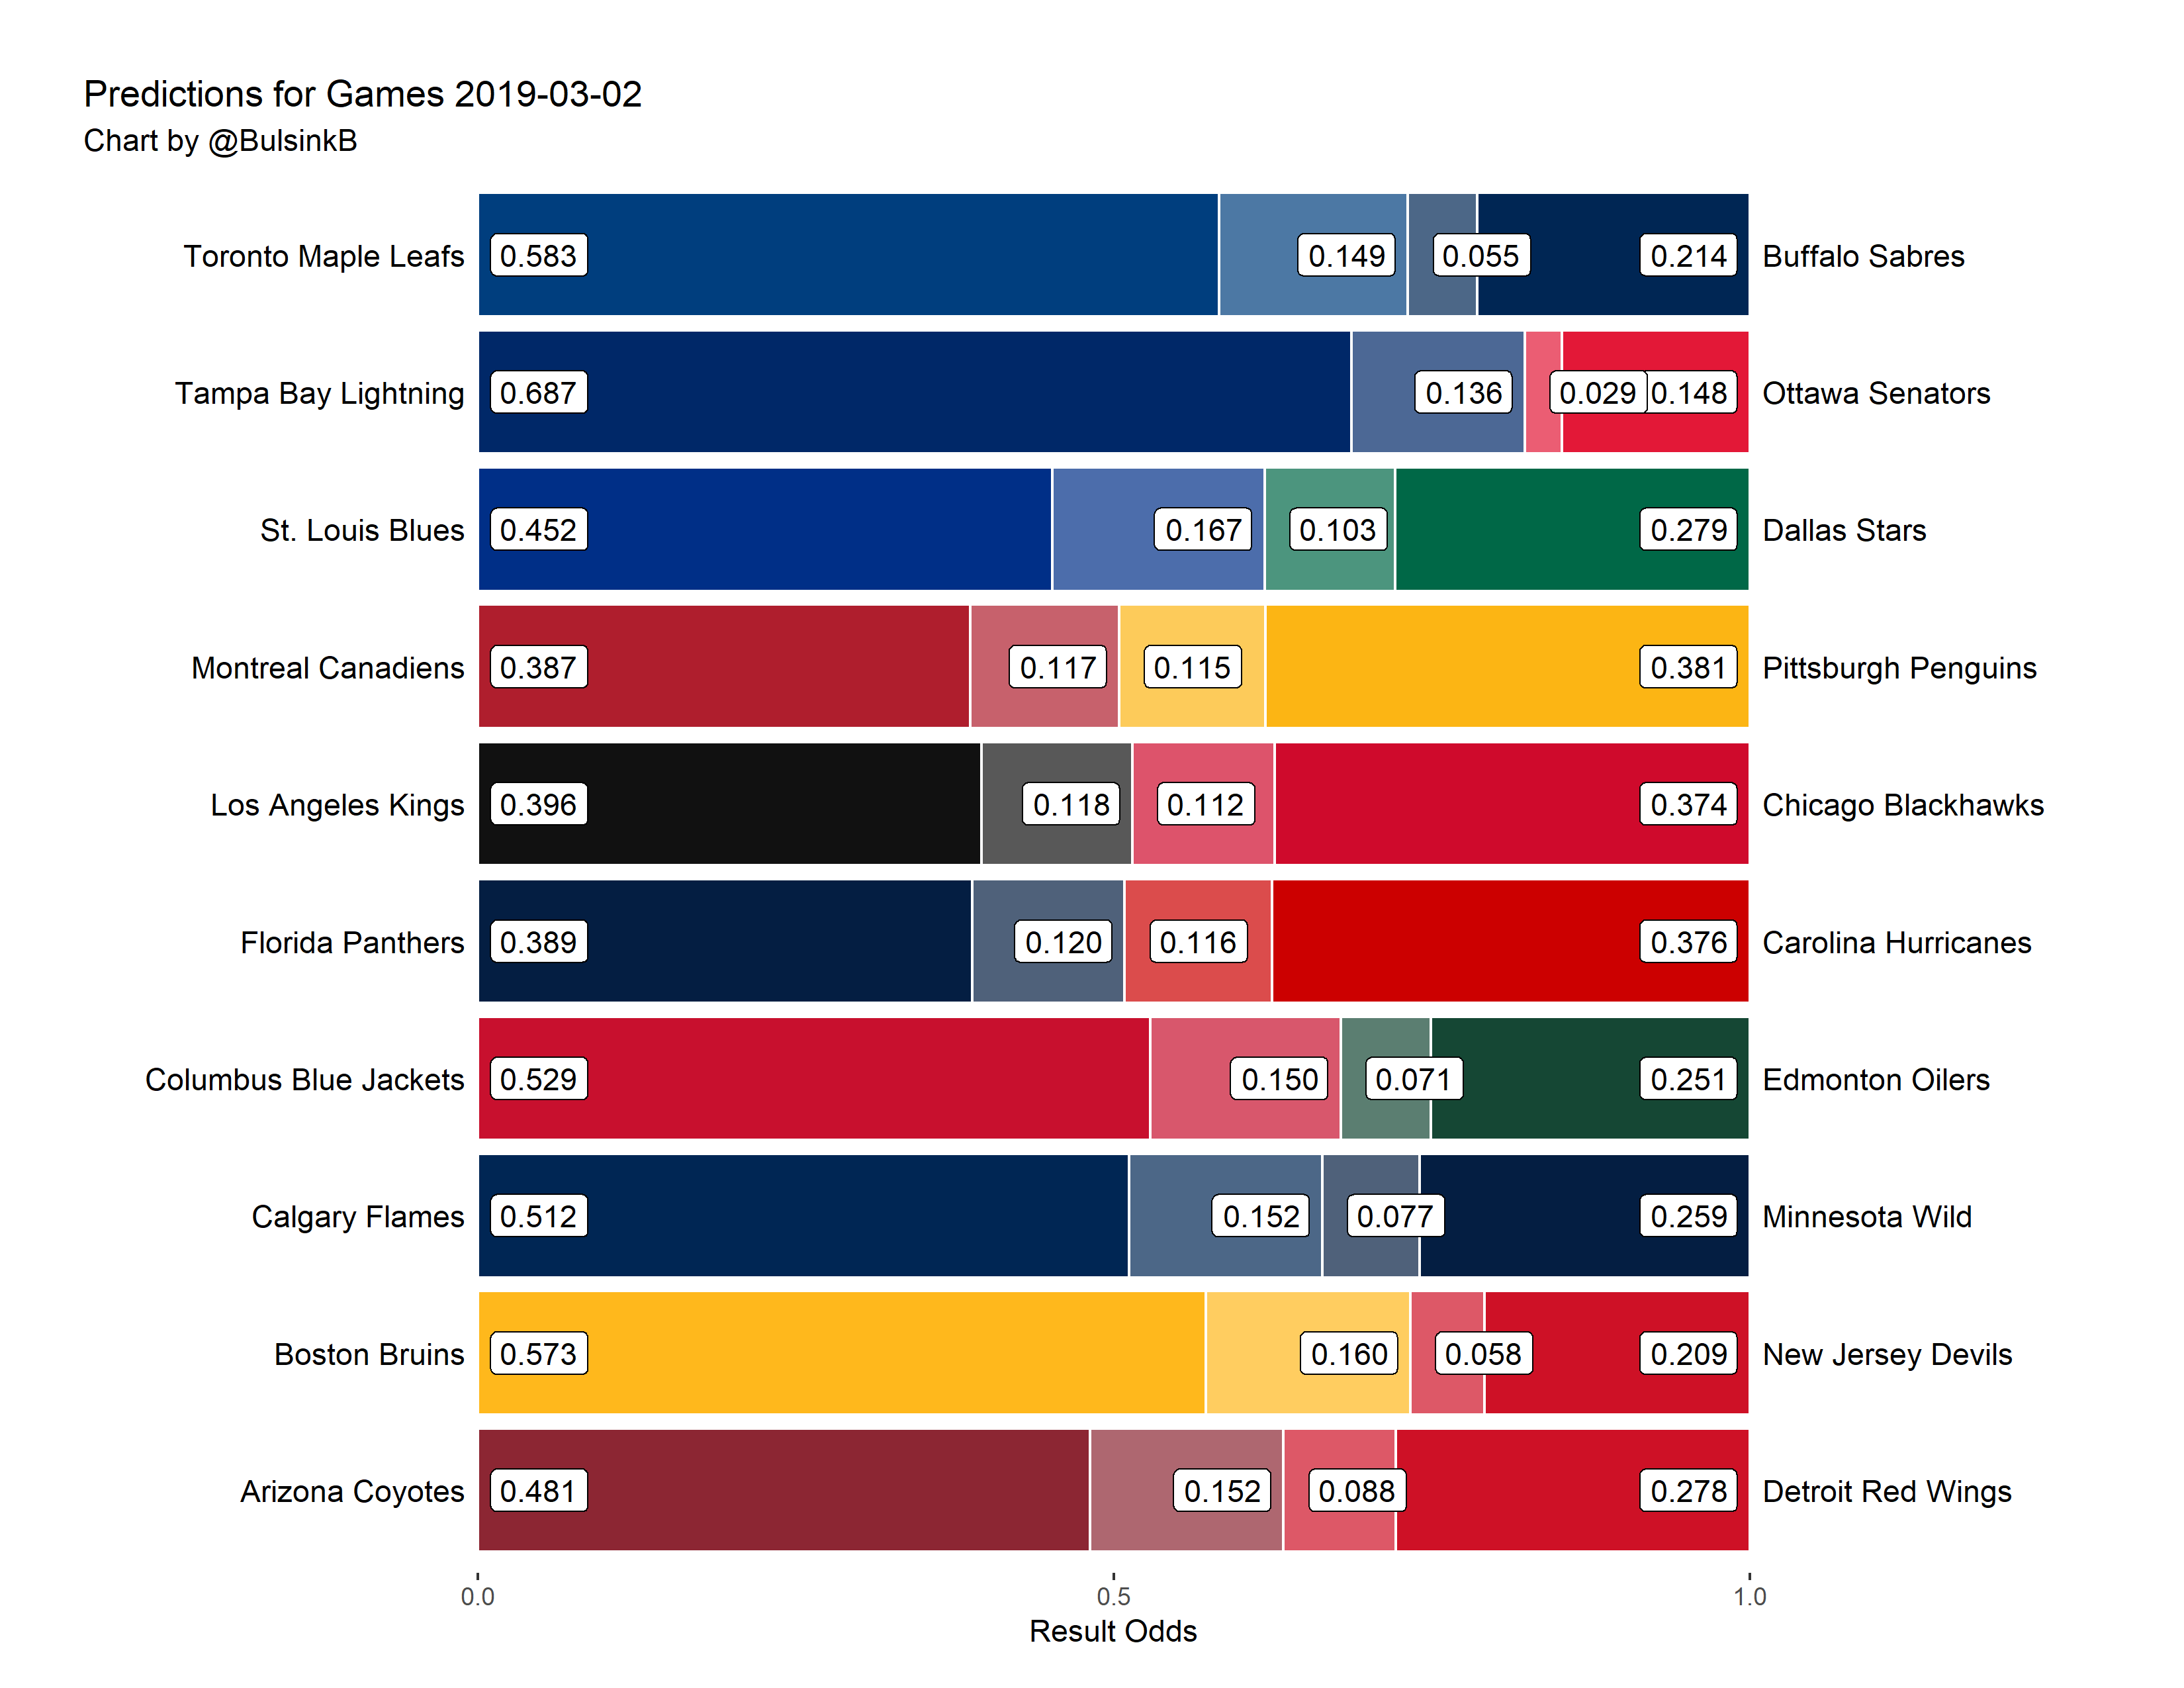 Predictions for Games 2019-03-02
Chart by @BulsinkB
Toronto Maple Leafs 0.583 0.149 0.055 0.214 Buffalo Sabres
Tampa Bay Lightning 0.687 0.136 0.029 0.148 Ottawa Senators
St. Louis Blues 0.452 0.167 0.103 0.279 Dallas Stars
Montreal Canadiens 0.387 0.117 0.115 0.381 Pittsburgh Penguins
Los Angeles Kings 0.396 0.118 0.112 0.374 Chicago Blackhawks
Florida Panthers 0.389 0.120 0.116 0.376 Carolina Hurricanes
Columbus Blue Jackets 0.529 0.150 0.071 0.251 Edmonton Oilers
Calgary Flames 0.512 0.152 0.077 0.259 Minnesota Wild
Boston Bruins 0.573 0.160 0.058 0.209 New Jersey Devils
Arizona Coyotes 0.481 0.152 0.088 0.278 Detroit Red Wings
0.0 0.5 1.0
Result Odds